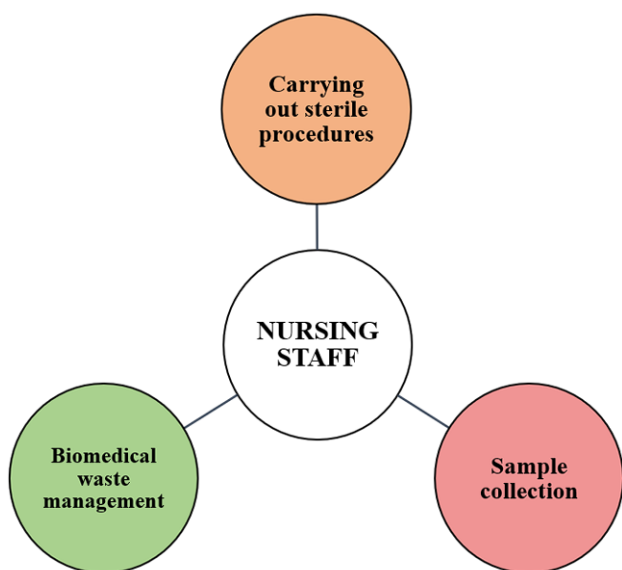 Carrying
out sterile
procedures
NURSING
STAFF
Biomedical
waste
management
Sample
collection